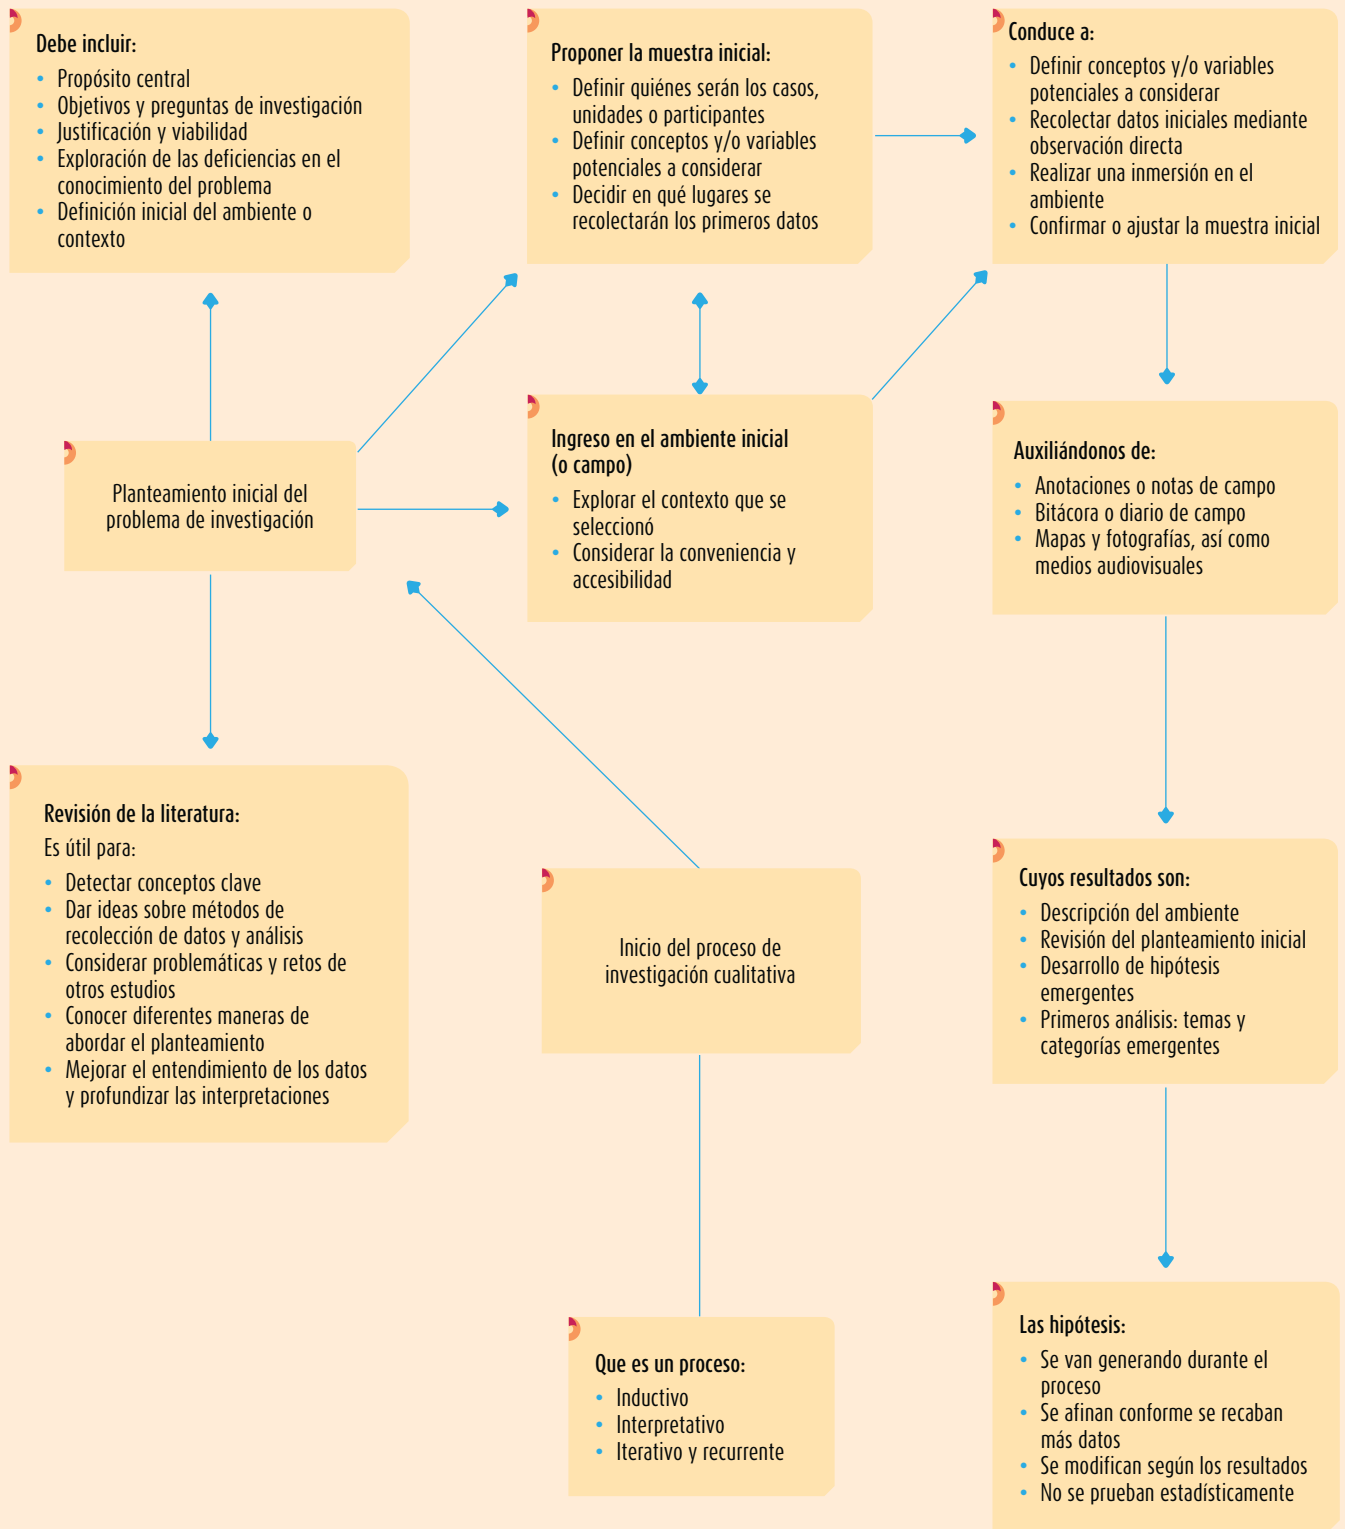 Debe incluir:
• Propósito central
• Objetivos y preguntas de investigación
• Justificación y viabilidad
• Exploración de las deficiencias en el
conocimiento del problema
• Definición inicial del ambiente o
contexto
Proponer la muestra inicial:
• Definir quiénes serán los casos,
unidades o participantes
• Definir conceptos y/o variables
potenciales a considerar
• Decidir en qué lugares se
recolectarán los primeros datos
Conduce a:
• Definir conceptos y/o variables
potenciales a considerar
• Recolectar datos iniciales mediante
observación directa
• Realizar una inmersión en el
ambiente
• Confirmar o ajustar la muestra inicial
Planteamiento inicial del
problema de investigación
Ingreso en el ambiente inicial
(o campo)
• Explorar el contexto que se
seleccionó
• Considerar la conveniencia y
accesibilidad
Auxiliándonos de:
• Anotaciones o notas de campo
• Bitácora o diario de campo
• Mapas y fotografías, así como
medios audiovisuales
Revisión de la literatura:
Es útil para:
• Detectar conceptos clave
• Dar ideas sobre métodos de
recolección de datos y análisis
• Considerar problemáticas y retos de
otros estudios
• Conocer diferentes maneras de
abordar el planteamiento
• Mejorar el entendimiento de los datos
y profundizar las interpretaciones
Inicio del proceso de
investigación cualitativa
Cuyos resultados son:
• Descripción del ambiente
• Revisión del planteamiento inicial
• Desarrollo de hipótesis
emergentes
• Primeros análisis: temas y
categorías emergentes
Que es un proceso:
• Inductivo
• Interpretativo
• Iterativo y recurrente
Las hipótesis:
• Se van generando durante el
proceso
• Se afinan conforme se recaban
más datos
• Se modifican según los resultados
• No se prueban estadísticamente